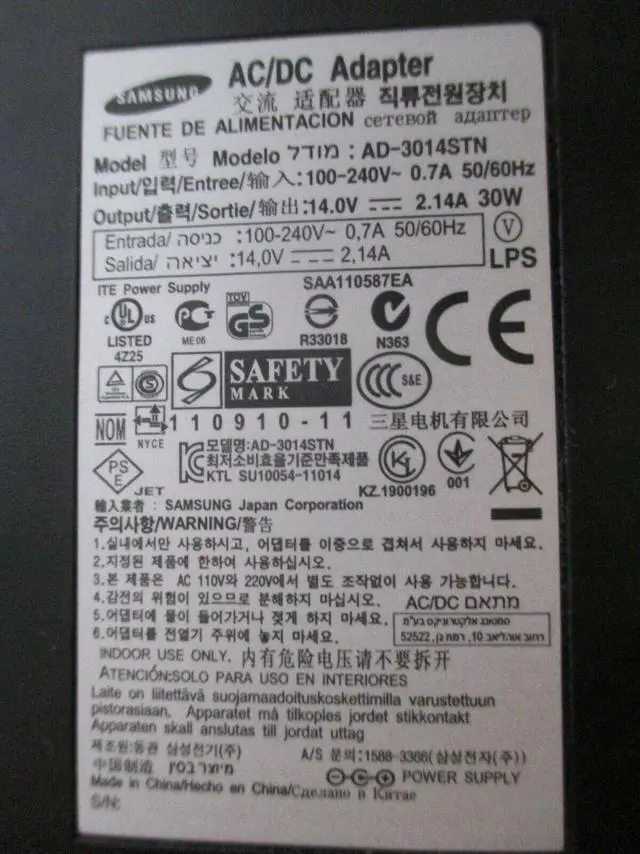 SAMSUNG
AC/DC Adapter
交流 适配器 직류전원장치
FUENTE DE ALIMENTACION сетевой адаптер
Model 型号 Modelo מודל : AD-3014STN
Input/입력/Entree/输入:100-240V~ 0.7A 50/60Hz
Output/출력/Sortie/输出:14.0V 2.14A 30W
Entrada/ כניסה :100-240V~ 0,7A 50/60Hz
Salida/ יציאה :14,0V 2,14A
V
LPS
ITE Power Supply
SAA110587EA
c UL US
LISTED
4Z25
PCT
ME06
TUV
GS
R33018
N363
CE
S
SAFETY
MARK
CCC
S&E
NOM
NYCE
110910-11
三星电机有限公司
모델명:AD-3014STN
최저소비효율기준만족제품
KTL SU10054-11014
KZ.1900196
001
PS
E
JET
輸入業者 : SAMSUNG Japan Corporation
주의사항/WARNING/警告
1.실내에서만 사용하시고, 어댑터를 이중으로 겹쳐서 사용하지 마세요.
2.지정된 제품에 한하여 사용하십시오.
3.본 제품은 AC 110V와 220V에서 별도 조작없이 사용 가능합니다.
4.감전의 위험이 있으므로 분해하지 마십시오.
AC/DC מתאם
5.어댑터에 물이 들어가거나 젖게 하지 마세요.
6.어댑터를 전열기 주위에 놓지 마세요.
סמסונג אלקטרוניקס בע"מ
רחוב אוליאב 10, רמת גן, 52522
INDOOR USE ONLY. 内有危险电压请不要拆开
ATENCIÓN:SOLO PARA USO EN INTERIORES
Laite on liitettävä suojamaadoituskoskettimilla varustettuun
pistorasiaan. Apparatet må tilkoples jordet stikkontakt
Apparaten skall anslutas till jordat uttag
제조원:동관 삼성전기(주)
A/S 문의:1588-3366(삼성전자(주))
中国制造 מיוצר בסין
POWER SUPPLY
Made in China/Hecho en China/Сделано в Китае
S/N: